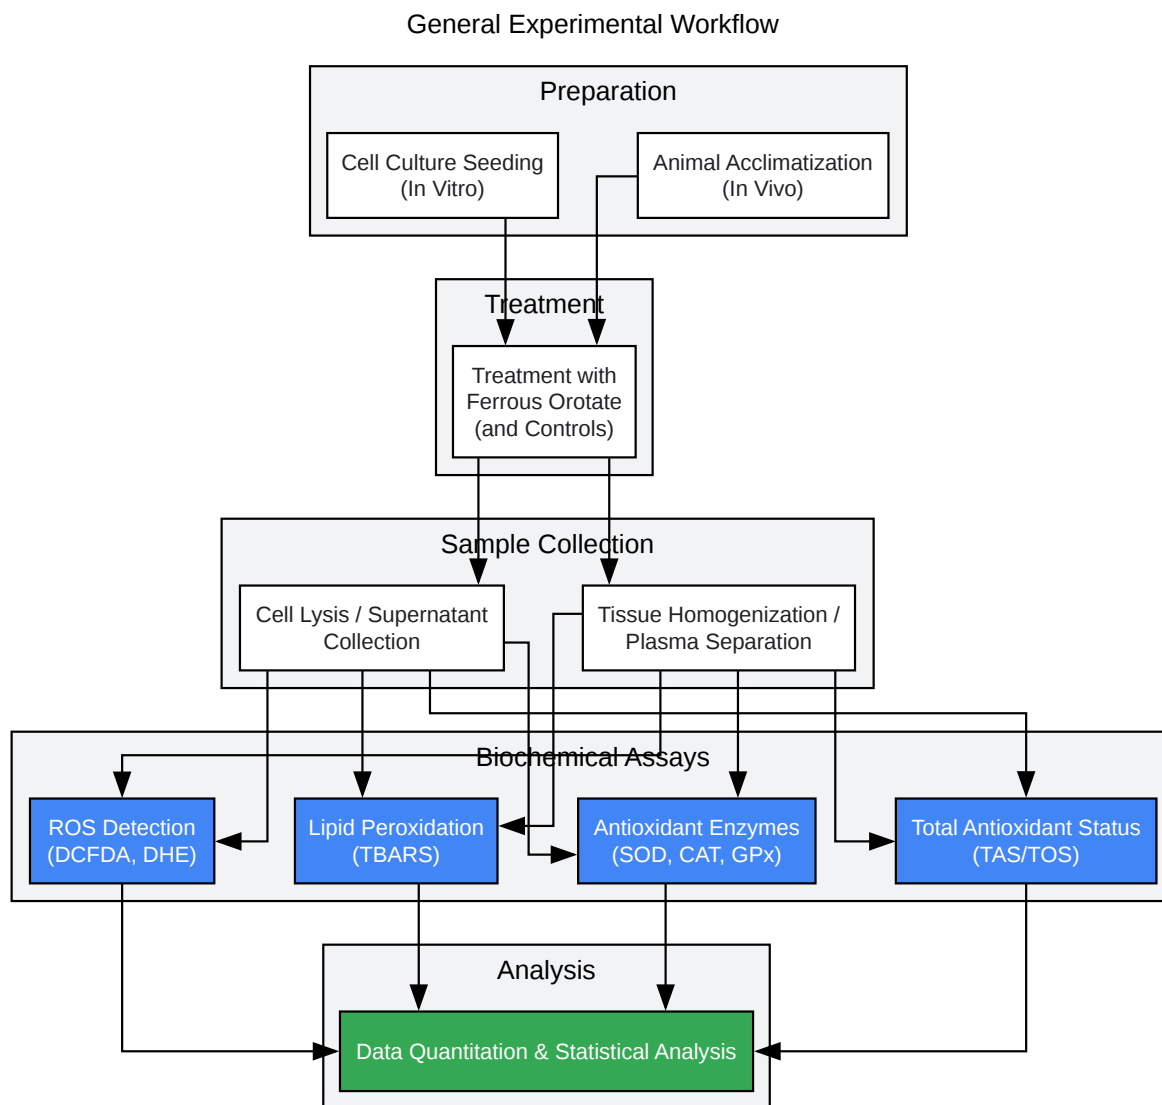 General Experimental Workflow
Preparation
Cell Culture Seeding
(In Vitro)
Animal Acclimatization
(In Vivo)
Treatment
Treatment with
Ferrous Orotate
(and Controls)
Sample Collection
Cell Lysis / Supernatant
Collection
Tissue Homogenization /
Plasma Separation
Biochemical Assays
ROS Detection
(DCFDA, DHE)
Lipid Peroxidation
(TBARS)
Antioxidant Enzymes
(SOD, CAT, GPx)
Total Antioxidant Status
(TAS/TOS)
Analysis
Data Quantitation & Statistical Analysis